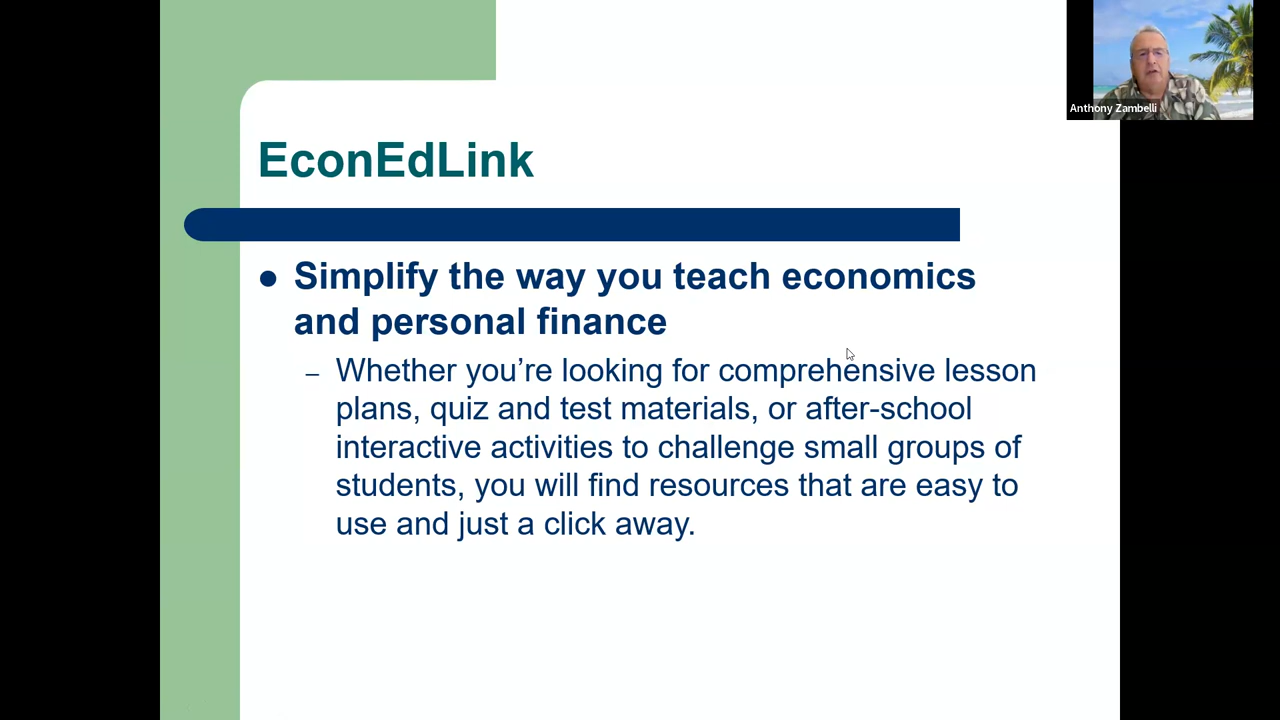 Anthony Zambelli
EconEdLink
Simplify the way you teach economics
and personal finance
– Whether you’re looking for comprehensive lesson
plans, quiz and test materials, or after-school
interactive activities to challenge small groups of
students, you will find resources that are easy to
use and just a click away.